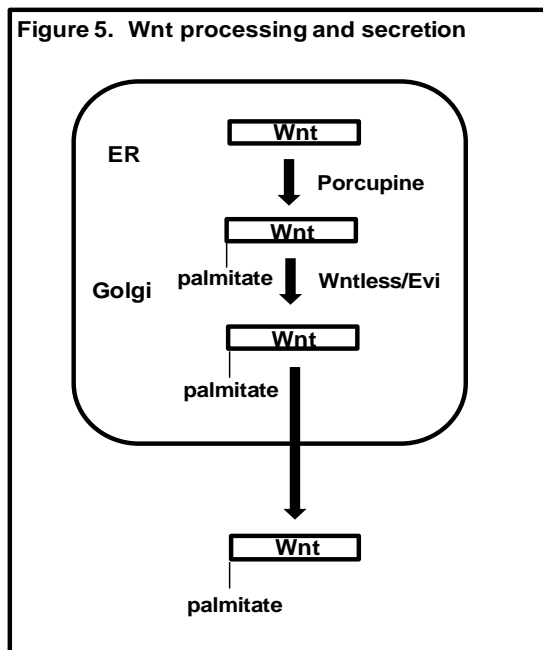 Figure 5. Wnt processing and secretion
Wnt
ER
Porcupine
Wnt
palmitate
Wntless/Evi
Golgi
Wnt
palmitate
Wnt
palmitate